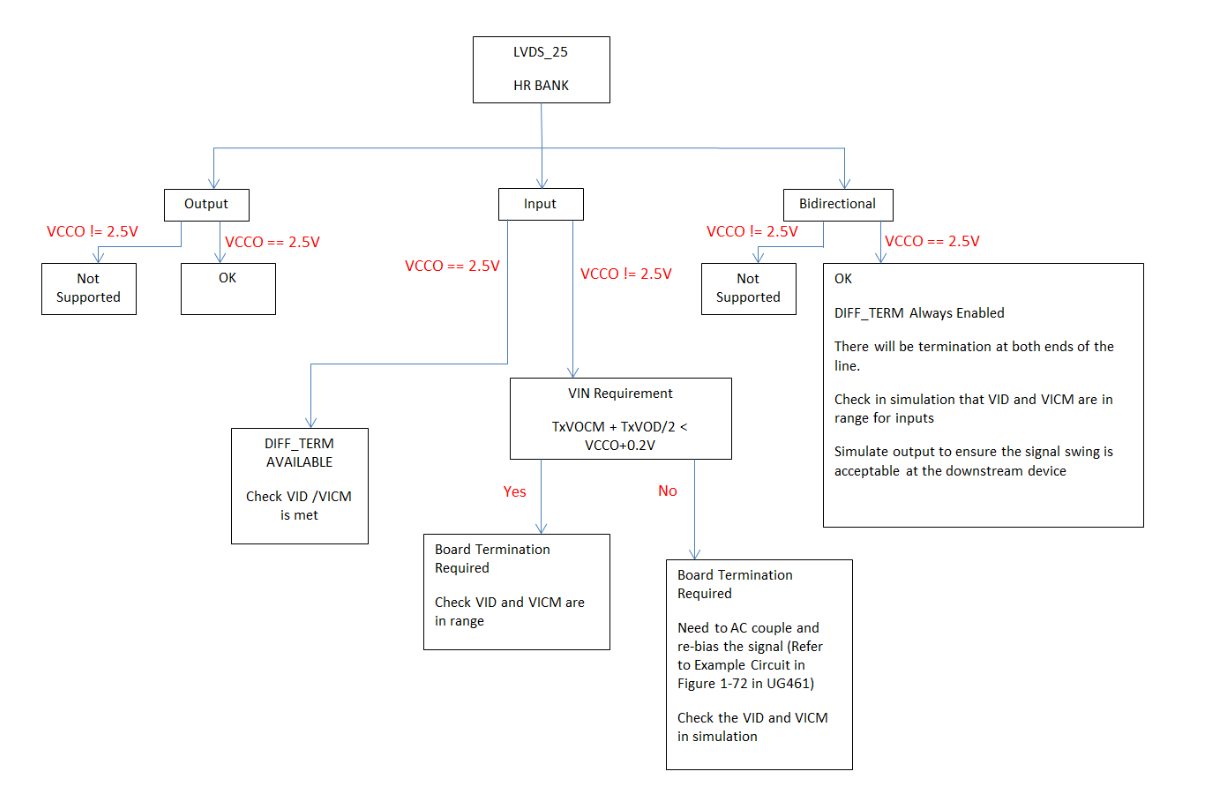 LVDS_25
HR BANK
Output
Input
Bidirectional
VCCO != 2.5V
VCCO == 2.5V
VCCO == 2.5V
VCCO != 2.5V
VCCO != 2.5V
VCCO == 2.5V
Not
Supported
OK
Not
Supported
OK
DIFF_TERM Always Enabled
There will be termination at both ends of the
line.
Check in simulation that VID and VICM are in
range for inputs
Simulate output to ensure the signal swing is
acceptable at the downstream device
VIN Requirement
TxVOCM + TxVOD/2 <
VCCO+0.2V
DIFF_TERM
AVAILABLE
Check VID /VICM
is met
Yes
No
Board Termination
Required
Check VID and VICM are
in range
Board Termination
Required
Need to AC couple and
re-bias the signal (Refer
to Example Circuit in
Figure 1-72 in UG461)
Check the VID and VICM
in simulation